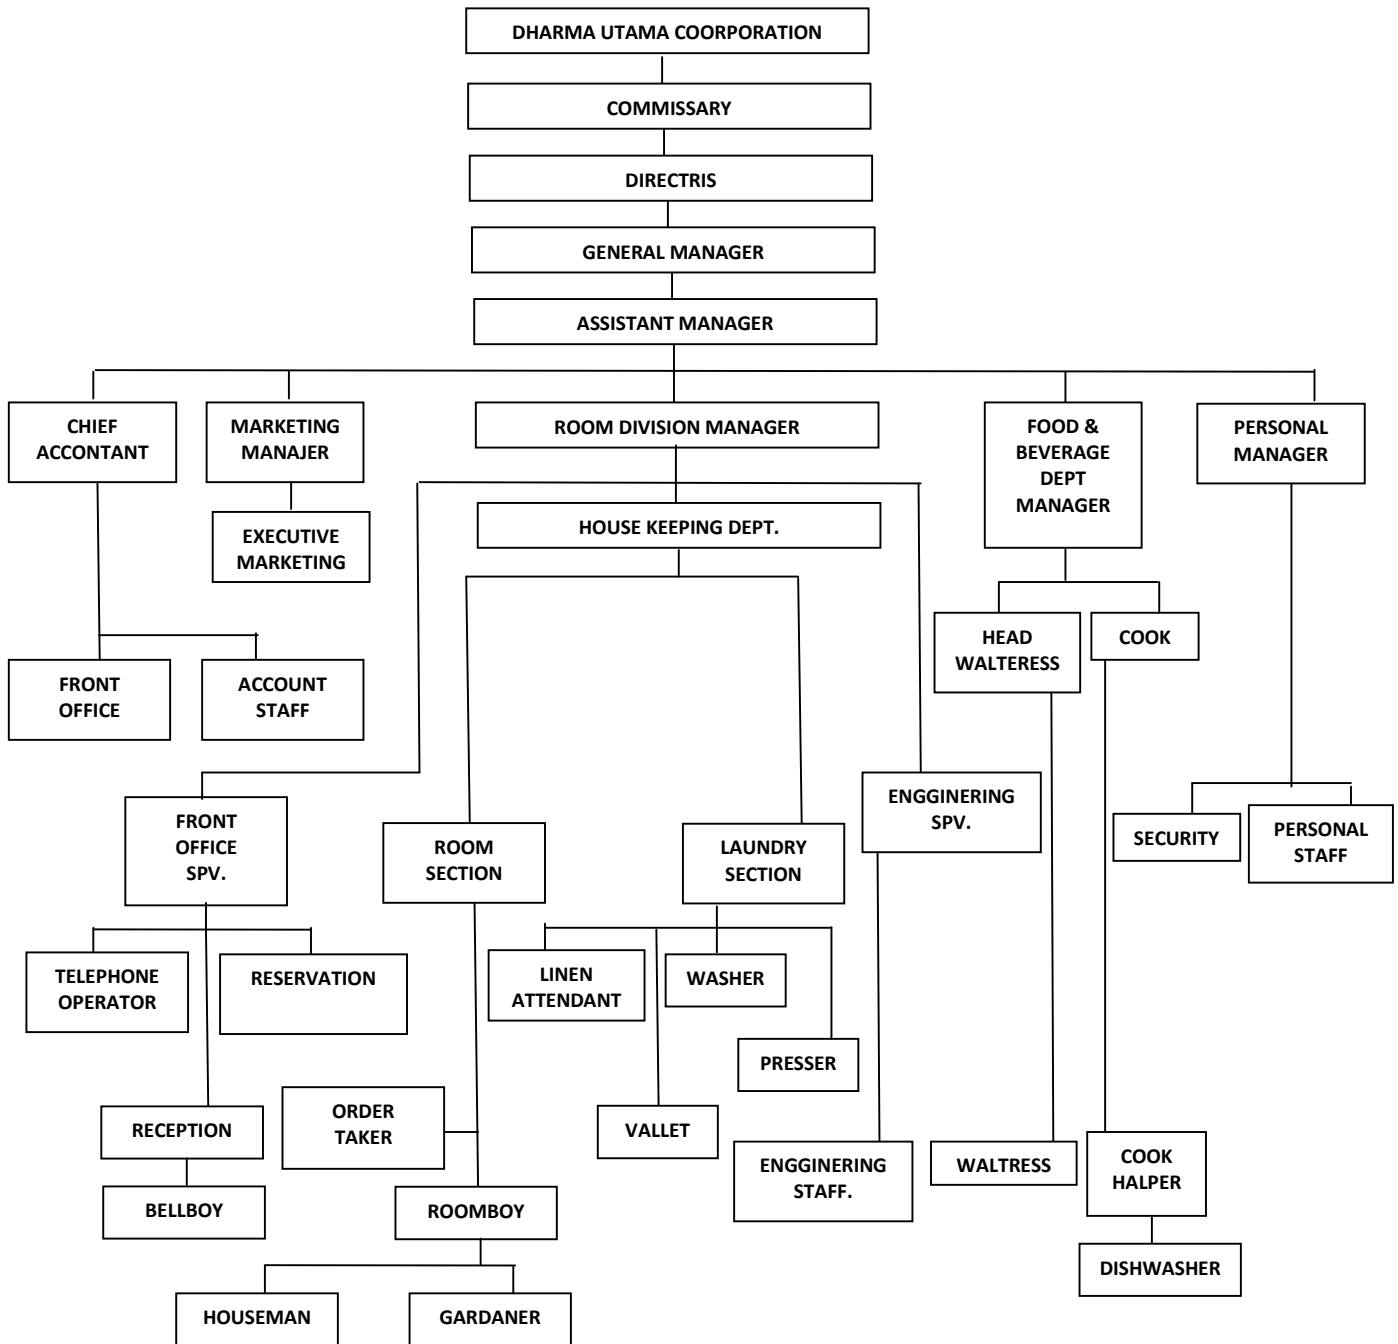 DHARMA UTAMA COORPORATION
COMMISSARY
DIRECTRIS
GENERAL MANAGER
ASSISTANT MANAGER
CHIEF
ACCONTANT
MARKETING
MANAJER
ROOM DIVISION MANAGER
FOOD &
BEVERAGE
DEPT
MANAGER
PERSONAL
MANAGER
EXECUTIVE
MARKETING
HOUSE KEEPING DEPT.
HEAD
WALTERESS
COOK
FRONT
OFFICE
ACCOUNT
STAFF
FRONT
OFFICE
SPV.
ROOM
SECTION
LAUNDRY
SECTION
ENGGINERING
SPV.
SECURITY
PERSONAL
STAFF
TELEPHONE
OPERATOR
RESERVATION
LINEN
ATTENDANT
WASHER
PRESSER
RECEPTION
ORDER
TAKER
VALLET
ENGGINERING
STAFF.
WALTRESS
COOK
HALPER
BELLBOY
ROOMBOY
DISHWASHER
HOUSEMAN
GARDANER